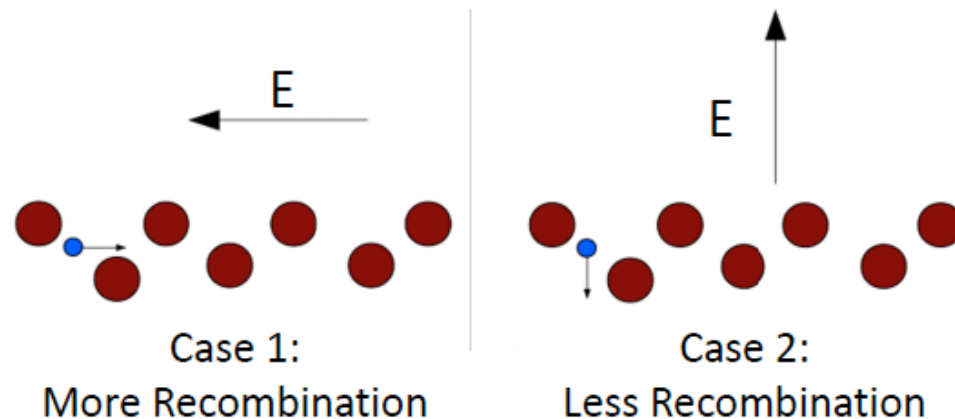 E
Case 1:
More Recombination
E
Case 2:
Less Recombination